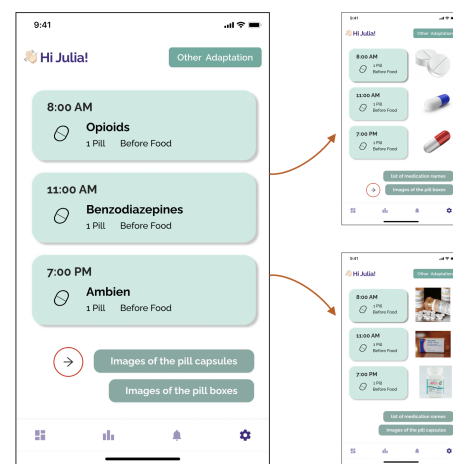 9:41
Hi Julia!
Other Adaptation
8:00 AM
Opioids
1 Pill Before Food
11:00 AM
Benzodiazepines
1 Pill Before Food
7:00 PM
Ambien
1 Pill Before Food
Images of the pill capsules
Images of the pill boxes
9:41
Hi Julia!
Other Adaptation
8:00 AM
1 Pill
Before Food
11:00 AM
1 Pill
Before Food
7:00 PM
1 Pill
Before Food
list of medication names
Images of the pill boxes
9:41
Hi Julia!
Other Adaptation
8:00 AM
1 Pill
Before Food
11:00 AM
1 Pill
Before Food
7:00 PM
1 Pill
Before Food
list of medication names
Images of the pill capsules